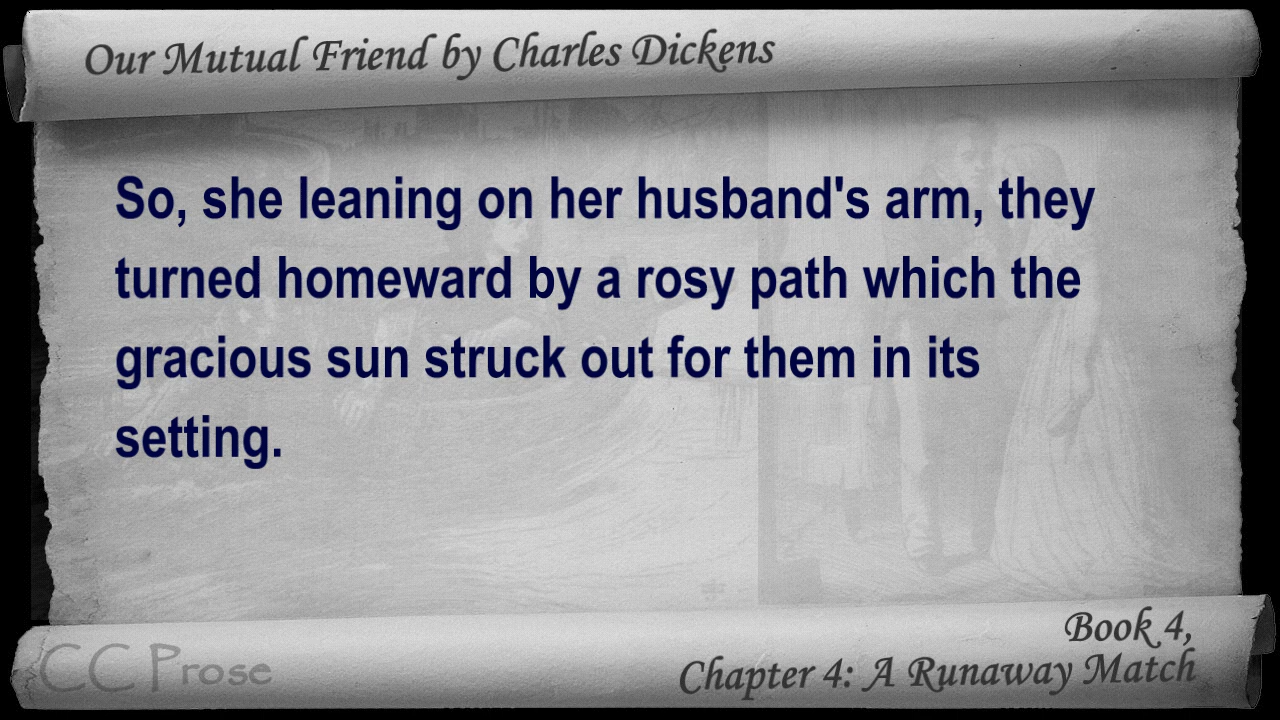 Our Mutual Friend by Charles Dickens
So, she leaning on her husband's arm, they
turned homeward by a rosy path which the
gracious sun struck out for them in its
setting.
Book 4,
Chapter 4: A Runaway Match
CC Prose